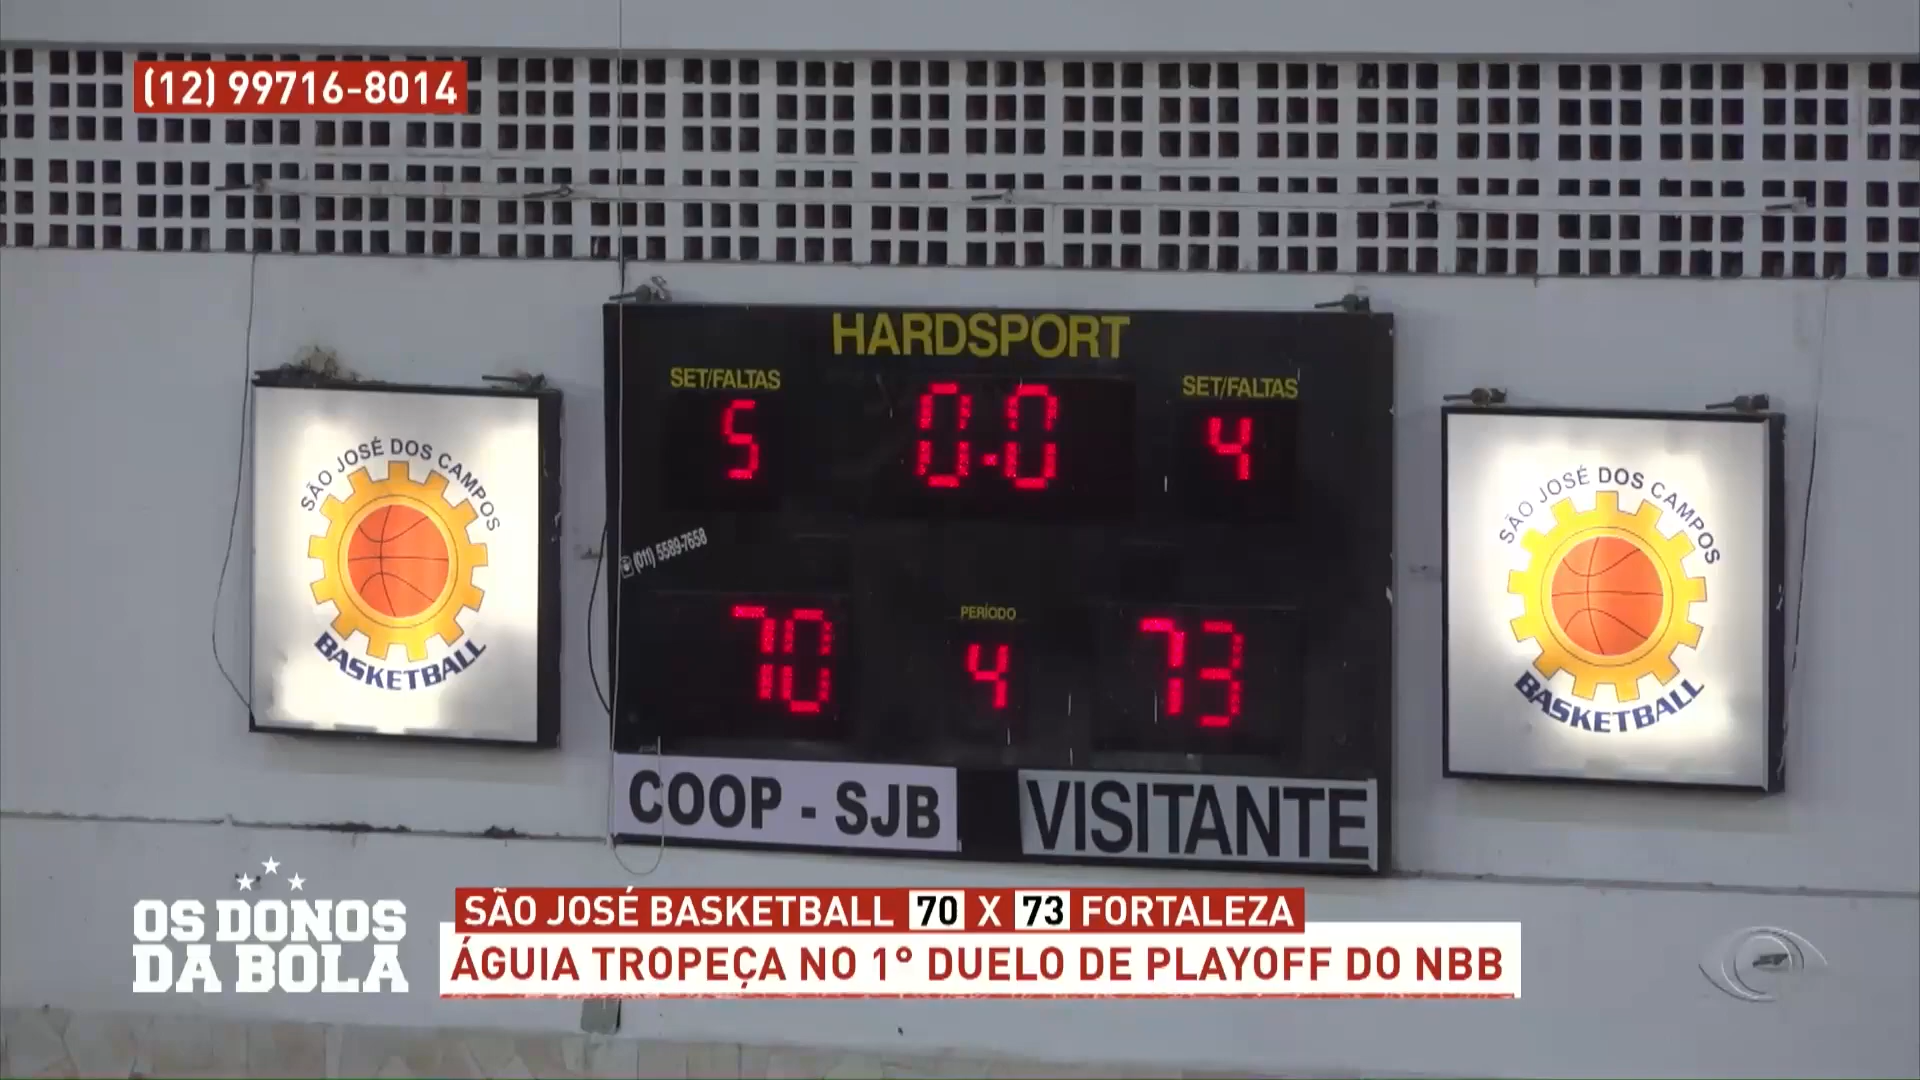 (12) 99716-8014
HARDSPORT
SET/FALTAS
SET/FALTAS
5
0.0
4
SÃO JOSÉ DOS CAMPOS
BASKETBALL
(011) 5589-7658
SÃO JOSÉ DOS CAMPOS
BASKETBALL
PERÍODO
70
4
73
COOP - SJB
VISITANTE
OS DONOS
DA BOLA
SÃO JOSÉ BASKETBALL 70 X 73 FORTALEZA
ÁGUIA TROPEÇA NO 1° DUELO DE PLAYOFF DO NBB